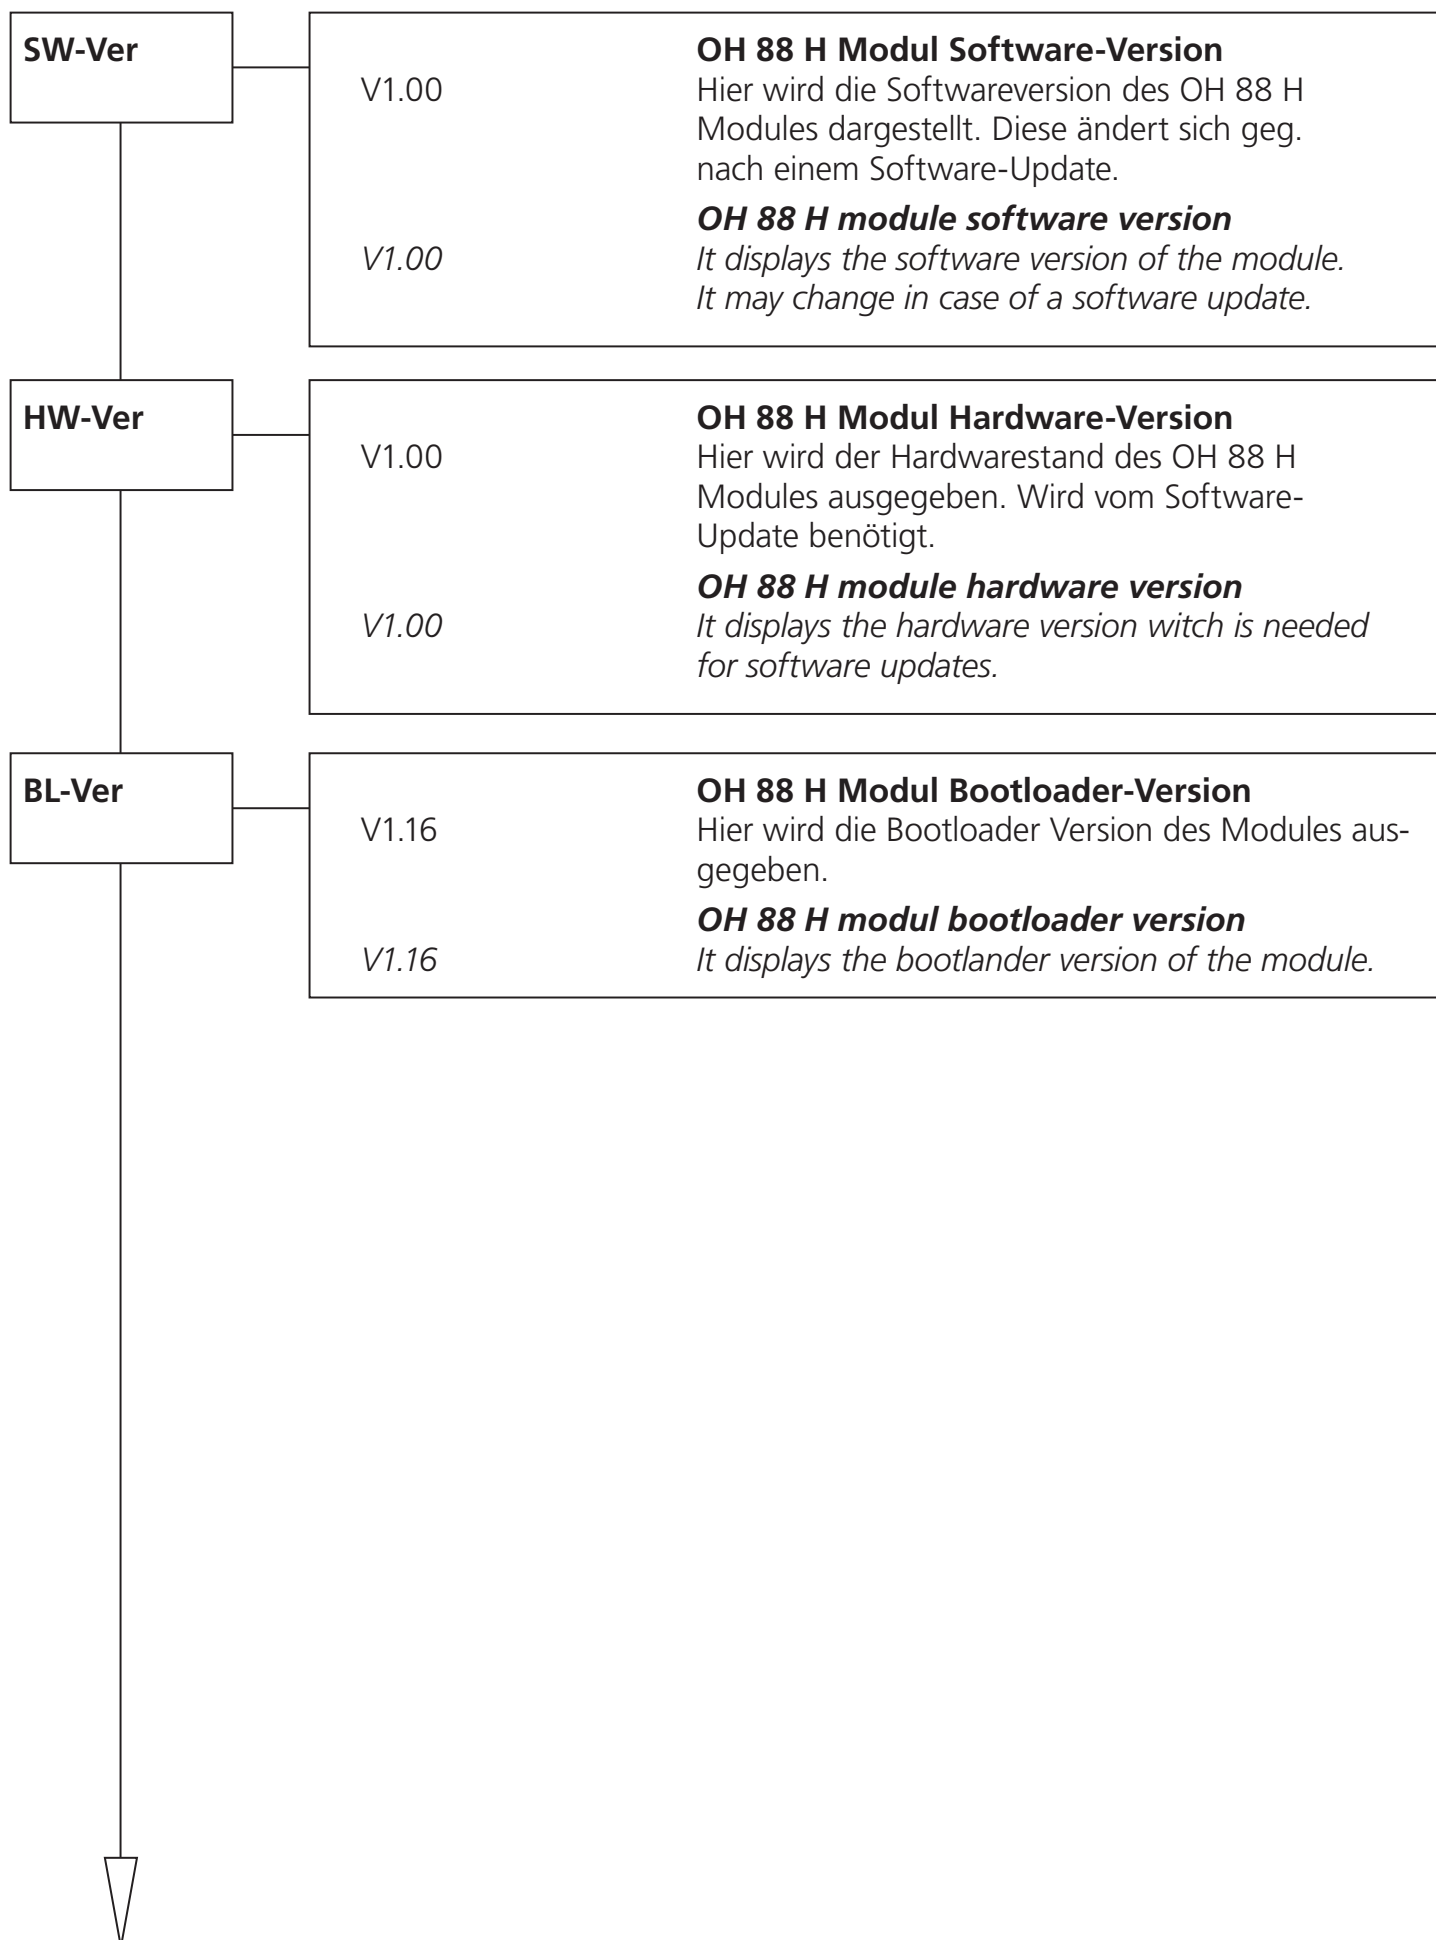 SW-Ver
OH 88 H Modul Software-Version
V1.00 Hier wird die Softwareversion des OH 88 H
Modules dargestellt. Diese ändert sich geg.
nach einem Software-Update.
OH 88 H module software version
V1.00 It displays the software version of the module.
It may change in case of a software update.
HW-Ver
OH 88 H Modul Hardware-Version
V1.00 Hier wird der Hardwarestand des OH 88 H
Modules ausgegeben. Wird vom Software-
Update benötigt.
OH 88 H module hardware version
V1.00 It displays the hardware version witch is needed
for software updates.
BL-Ver
OH 88 H Modul Bootloader-Version
V1.16 Hier wird die Bootloader Version des Modules aus-
gegeben.
OH 88 H modul bootloader version
V1.16 It displays the bootlander version of the module.